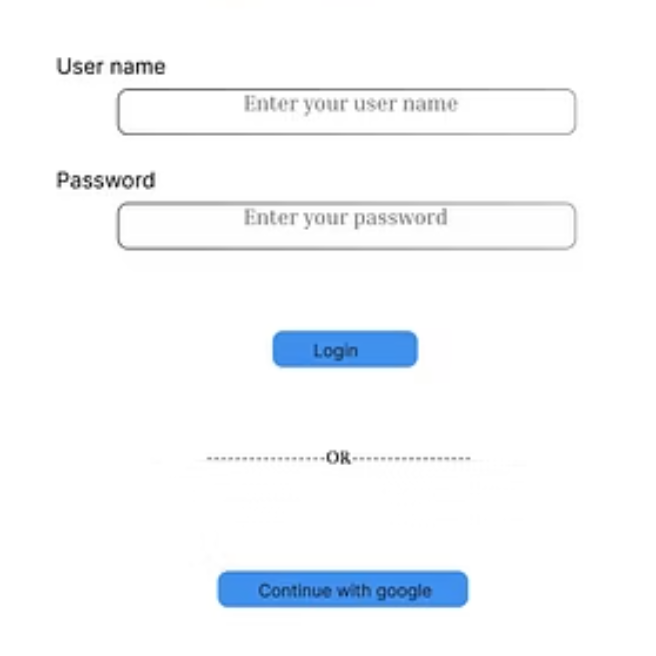 User name
Enter your user name
Password
Enter your password
Login
-----------------OR-----------------
Continue with google